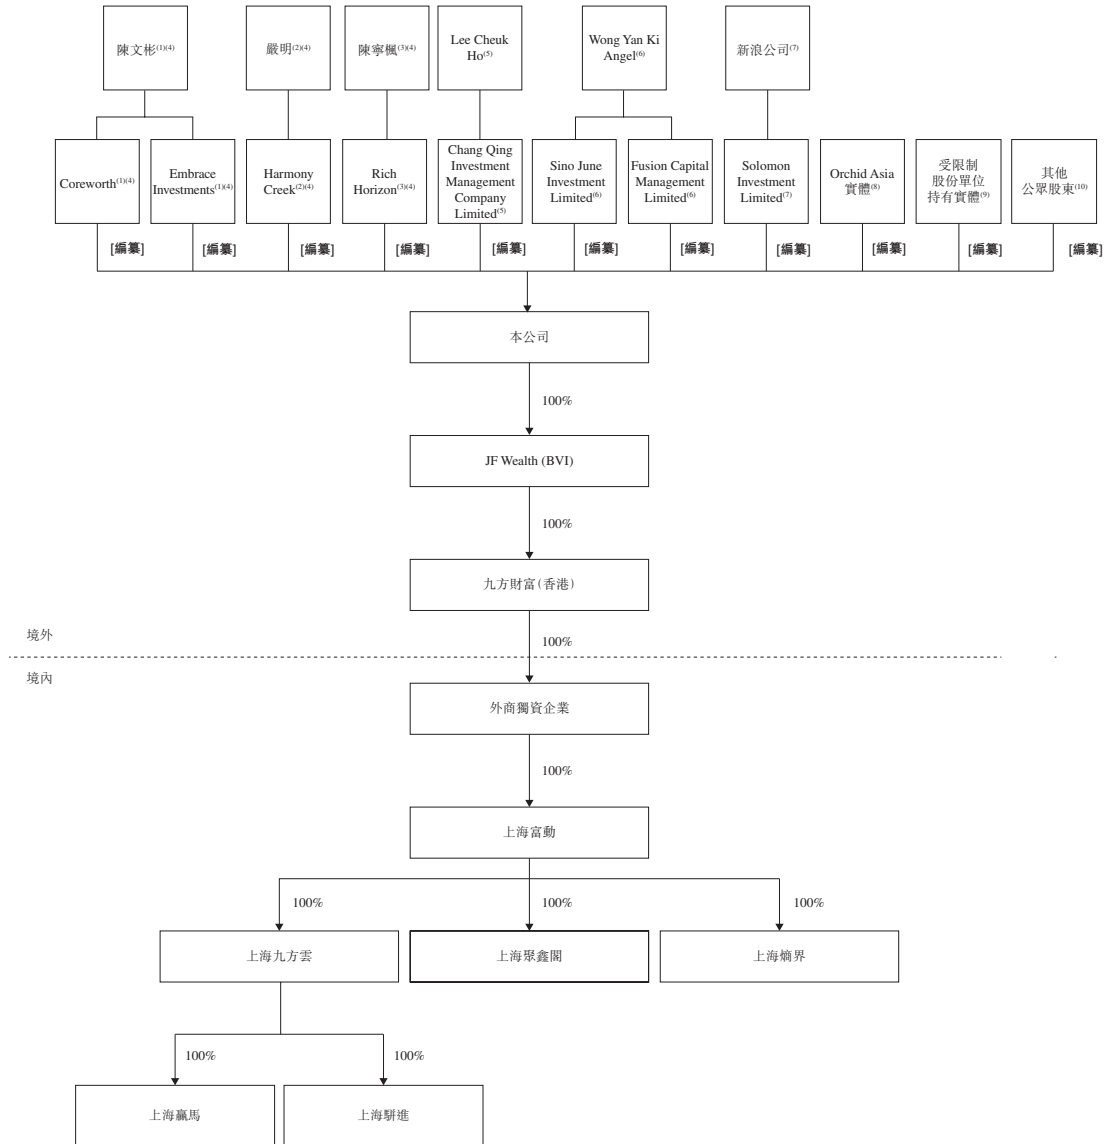 陳文彬(1)(4)
嚴明(2)(4)
陳寧楓(3)(4)
Lee Cheuk
Ho(5)
Wong Yan Ki
Angel(6)
新浪公司(7)
Coreworth(1)(4)
Embrace
Investments(1)(4)
Harmony
Creek(2)(4)
Rich
Horizon(3)(4)
Chang Qing
Investment
Management
Company
Limited(5)
Sino June
Investment
Limited(6)
Fusion Capital
Management
Limited(6)
Solomon
Investment
Limited(7)
Orchid Asia
實體(8)
受限制
股份單位
持有實體(9)
其他
公眾股東(10)
[編纂]
[編纂]
[編纂]
[編纂]
[編纂]
[編纂]
[編纂]
[編纂]
[編纂]
[編纂]
[編纂]
本公司
100%
JF Wealth (BVI)
100%
九方財富(香港)
境外
100%
境內
外商獨資企業
100%
上海富動
100%
100%
100%
上海九方雲
上海聚鑫閣
上海熵界
100%
100%
上海贏馬
上海駢進